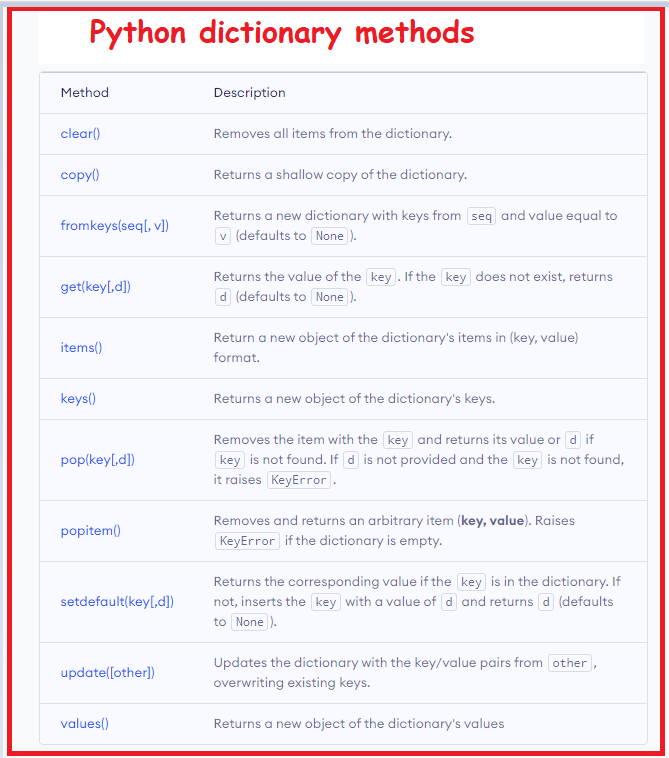 Python dictionary methods
Method Description
clear() Removes all items from the dictionary.
copy() Returns a shallow copy of the dictionary.
fromkeys(seq[, v]) Returns a new dictionary with keys from seq and value equal to
v (defaults to None ).
get(key[,d]) Returns the value of the key . If the key does not exist, returns
d (defaults to None ).
items() Return a new object of the dictionary's items in (key, value)
format.
keys() Returns a new object of the dictionary's keys.
pop(key[,d]) Removes the item with the key and returns its value or d if
key is not found. If d is not provided and the key is not found,
it raises KeyError .
popitem() Removes and returns an arbitrary item (key, value). Raises
KeyError if the dictionary is empty.
setdefault(key[,d]) Returns the corresponding value if the key is in the dictionary. If
not, inserts the key with a value of d and returns d (defaults
to None ).
update([other]) Updates the dictionary with the key/value pairs from other ,
overwriting existing keys.
values() Returns a new object of the dictionary's values